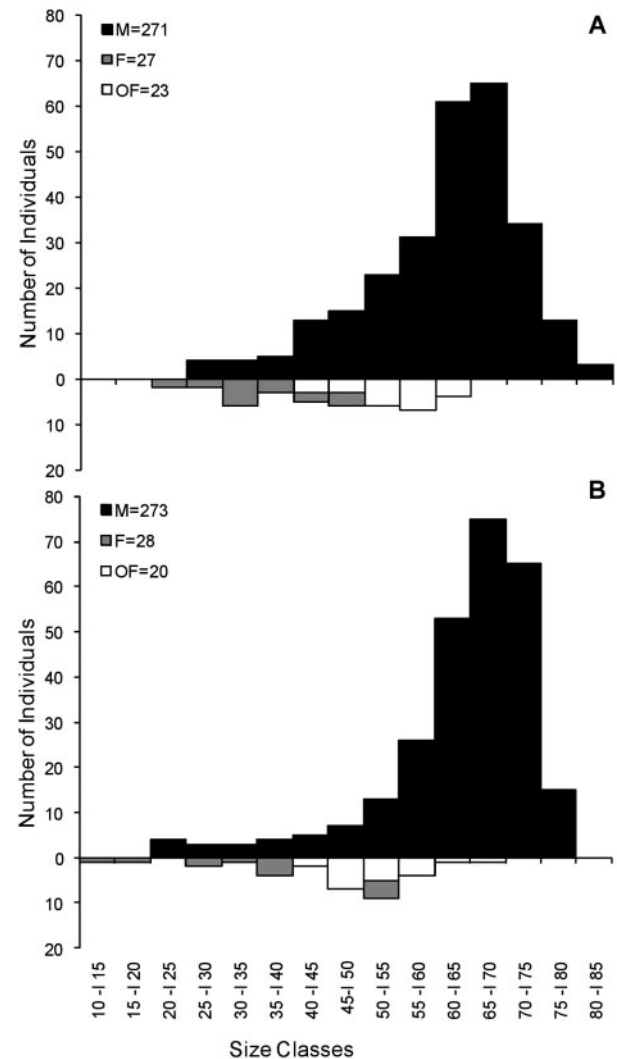 A
M=271
F=27
OF=23
Number of Individuals
80
70
60
50
40
30
20
10
0
10
20
B
M=273
F=28
OF=20
Number of Individuals
80
70
60
50
40
30
20
10
0
10
20
10 -I 15
15 -I 20
20 -I 25
25 -I 30
30 -I 35
35 -I 40
40 -I 45
45-I 50
50 -I 55
55 -I 60
60 -I 65
65 -I 70
70 -I 75
75 -I 80
80 -I 85
Size Classes